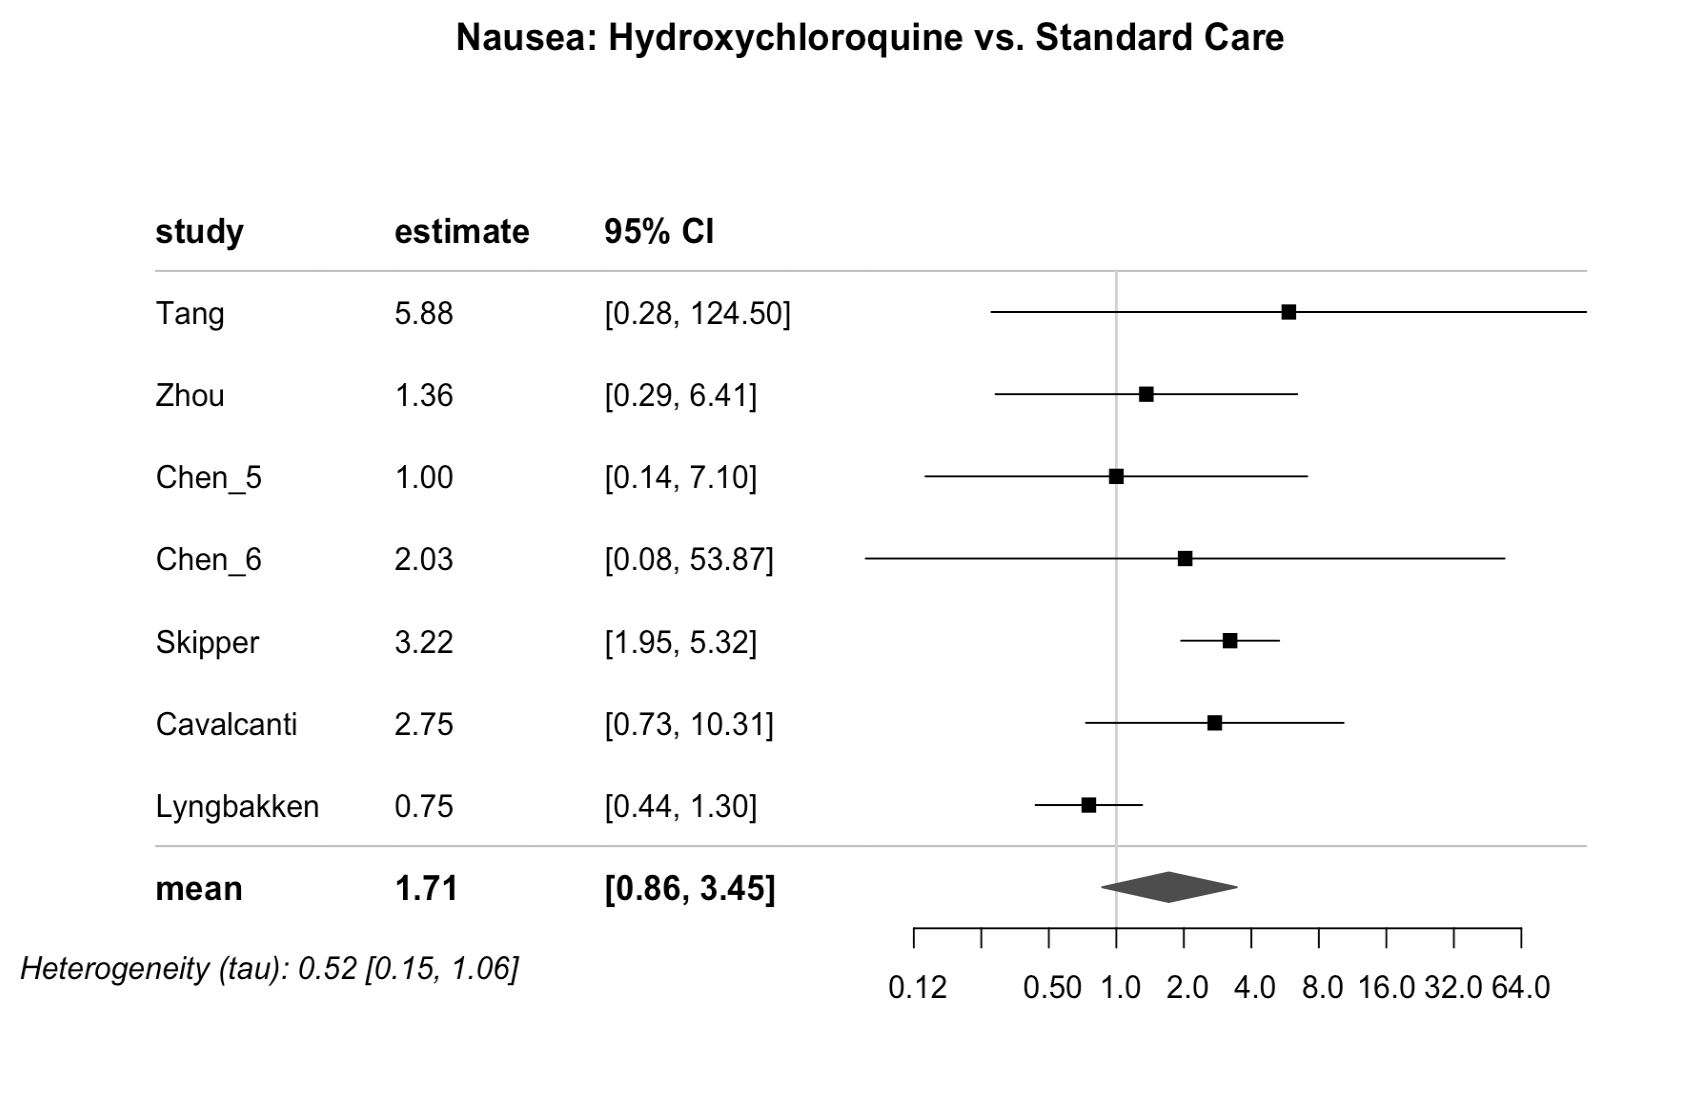 Nausea: Hydroxychloroquine vs. Standard Care
study estimate 95% CI
Tang 5.88 [0.28, 124.50]
Zhou 1.36 [0.29, 6.41]
Chen_5 1.00 [0.14, 7.10]
Chen_6 2.03 [0.08, 53.87]
Skipper 3.22 [1.95, 5.32]
Cavalcanti 2.75 [0.73, 10.31]
Lyngbakken 0.75 [0.44, 1.30]
mean 1.71 [0.86, 3.45]
Heterogeneity (tau): 0.52 [0.15, 1.06]
0.12 0.50 1.0 2.0 4.0 8.0 16.0 32.0 64.0